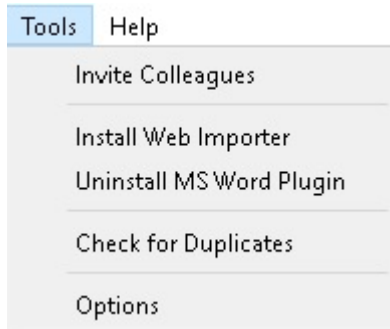 Tools Help
Invite Colleagues
Install Web Importer
Uninstall MS Word Plugin
Check for Duplicates
Options